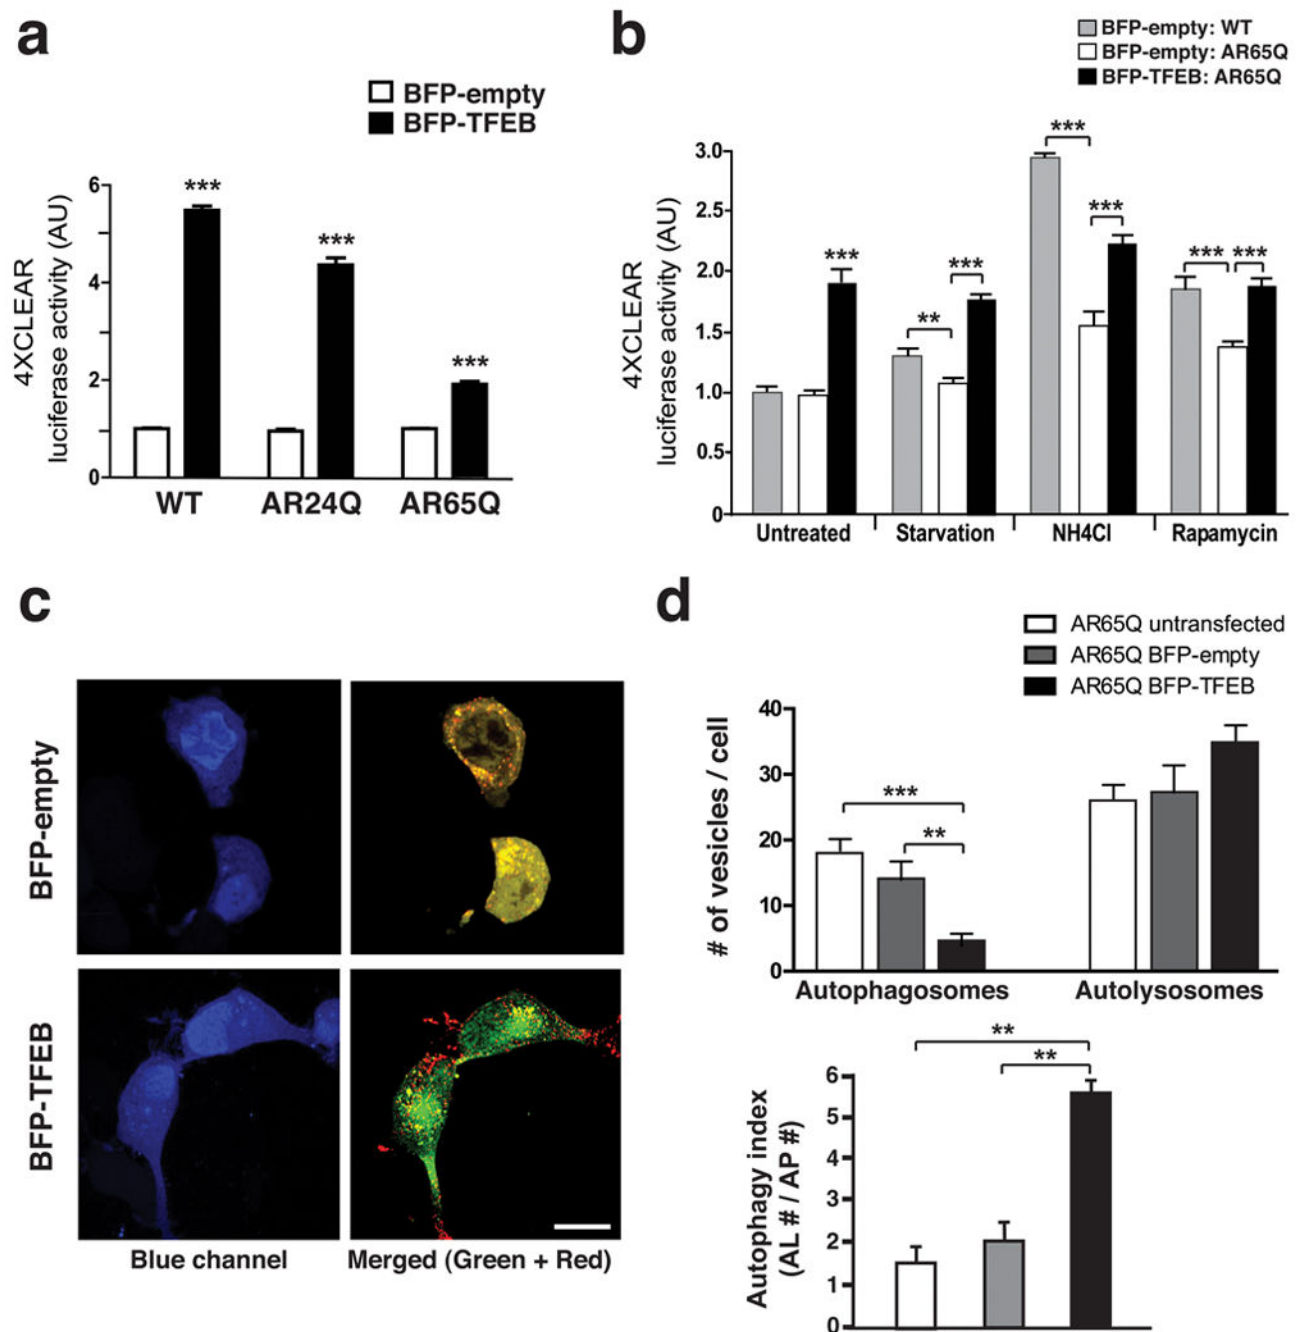 a
BFP-empty
BFP-TFEB
4XCLEAR
luciferase activity (AU)
6
4
2
0
***
***
***
WT
AR24Q
AR65Q
b
BFP-empty: WT
BFP-empty: AR65Q
BFP-TFEB: AR65Q
4XCLEAR
luciferase activity (AU)
3.0
2.5
2.0
1.5
1.0
0.5
0
***
**
***
***
***
***
***
Untreated
Starvation
NH4Cl
Rapamycin
c
BFP-empty
BFP-TFEB
Blue channel
Merged (Green + Red)
d
AR65Q untransfected
AR65Q BFP-empty
AR65Q BFP-TFEB
# of vesicles / cell
40
30
20
10
0
***
**
Autophagosomes
Autolysosomes
Autophagy index
(AL # / AP #)
6
5
4
3
2
1
0
**
**